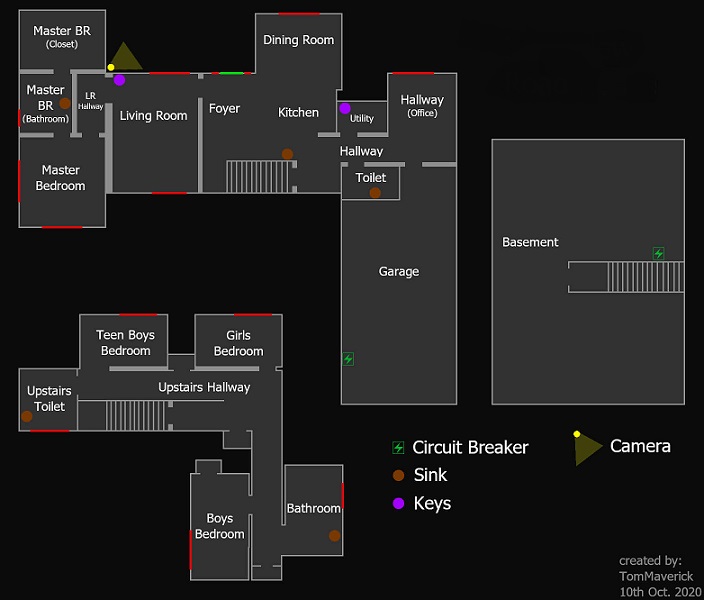 Master BR
(Closet)
Dining Room
Master
BR
(Bathroom)
LR
Hallway
Living Room
Foyer
Kitchen
Utility
Hallway
(Office)
Hallway
Master
Bedroom
Toilet
Garage
Basement
Teen Boys
Bedroom
Girls
Bedroom
Upstairs
Toilet
Upstairs Hallway
Boys
Bedroom
Bathroom
Circuit Breaker
Sink
Keys
Camera
created by:
TomMaverick
10th Oct. 2020